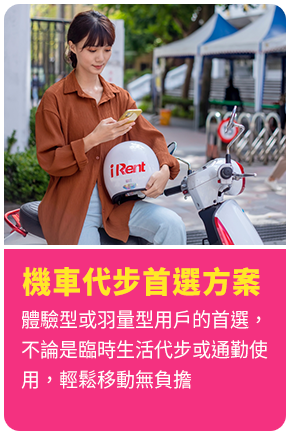 iRent
機車代步首選方案
體驗型或羽量型用戶的首選，
不論是臨時生活代步或通勤使
用，輕鬆移動無負擔